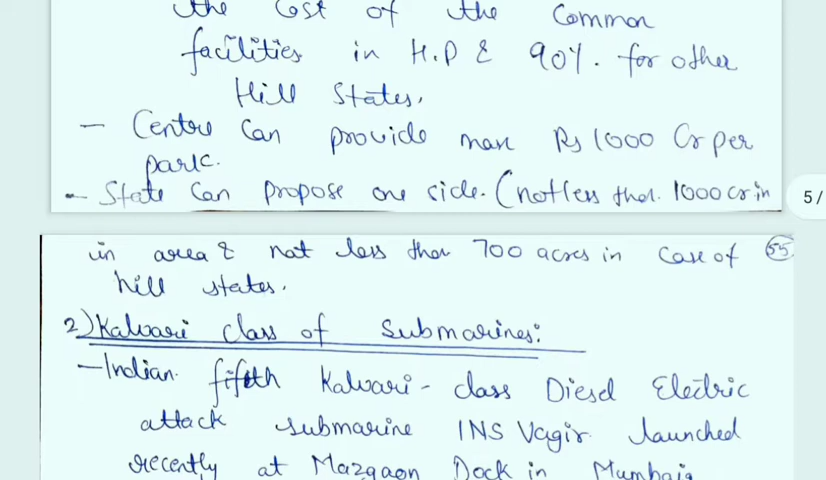 the cost of the common
facilities in H.P & 90%. for other
Hill States.
- Centre can provide max Rs 1000 Cr per
park.
- State can propose one side. (not less than. 1000 cr in
5/
in area & not less than 700 acres in case of 55
hill states.
2) Kalvari class of submarines:
- Indian. fifeth Kalvari - class Diesel Electric
attack submarine INS Vagir launched
recently at Mazgaon Dock in Mumbai